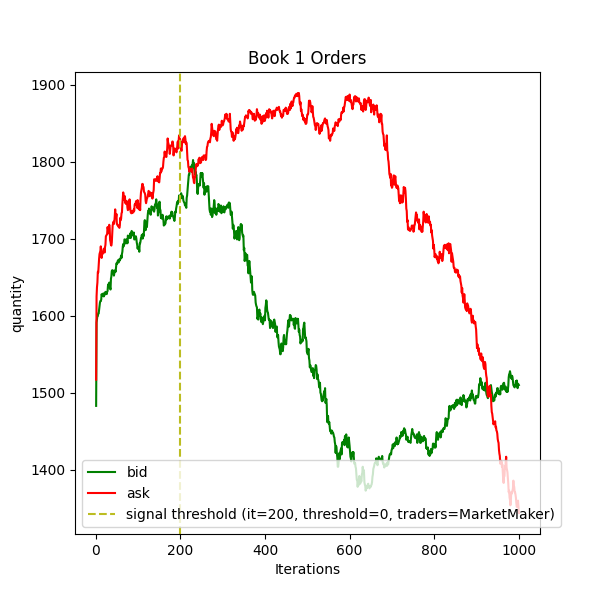 Book 1 Orders
quantity
1900
1800
1700
1600
1500
1400
bid
ask
signal threshold (it=200, threshold=0, traders=MarketMaker)
0 200 400 600 800 1000
Iterations